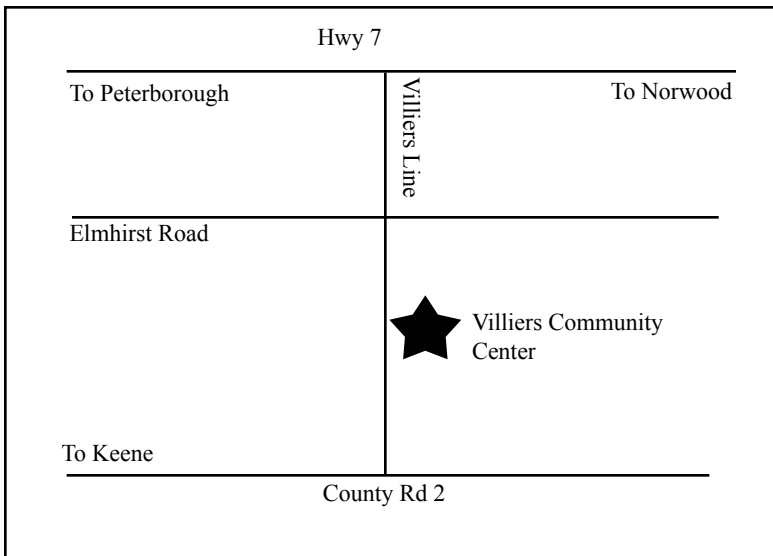 Hwy 7
To Peterborough
Villiers Line
To Norwood
Elmhirst Road
Villiers Community
Center
To Keene
County Rd 2